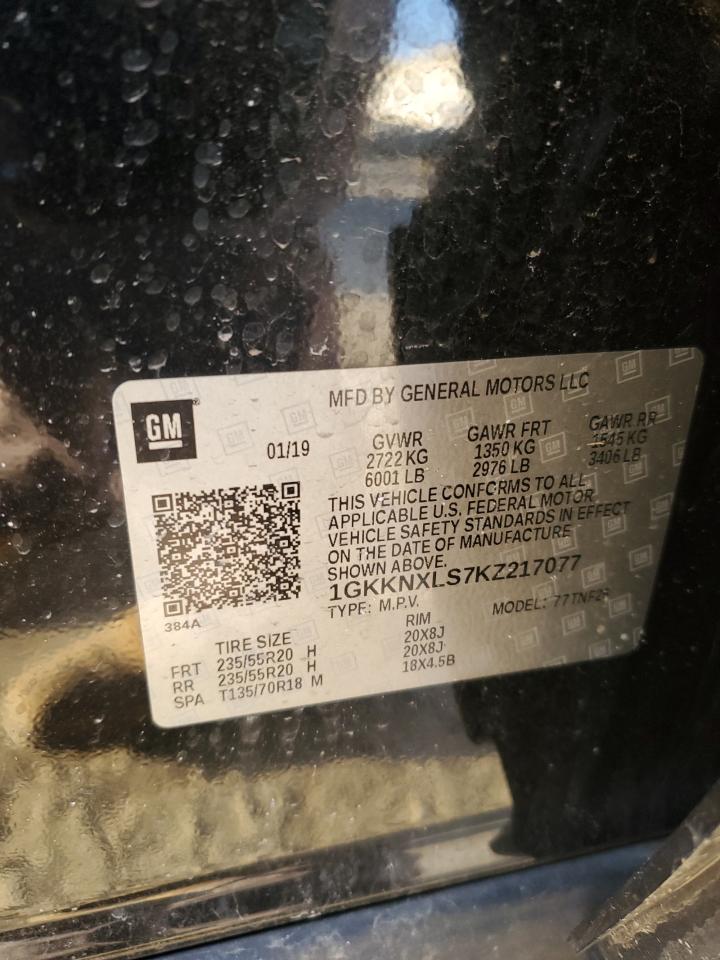 MFD BY GENERAL MOTORS LLC
GM
01/19
GVWR GAWR FRT GAWR RR
2722 KG 1350 KG 1545 KG
6001 LB 2976 LB 3406 LB
THIS VEHICLE CONFORMS TO ALL
APPLICABLE U.S. FEDERAL MOTOR
VEHICLE SAFETY STANDARDS IN EFFECT
ON THE DATE OF MANUFACTURE
SHOWN ABOVE.
1GKKNXLS7KZ217077
TYPE: M.P.V. MODEL: 77TNF26
384A
TIRE SIZE RIM
FRT 235/55R20 H 20X8J
RR 235/55R20 H 20X8J
SPA T135/70R18 M 18X4.5B